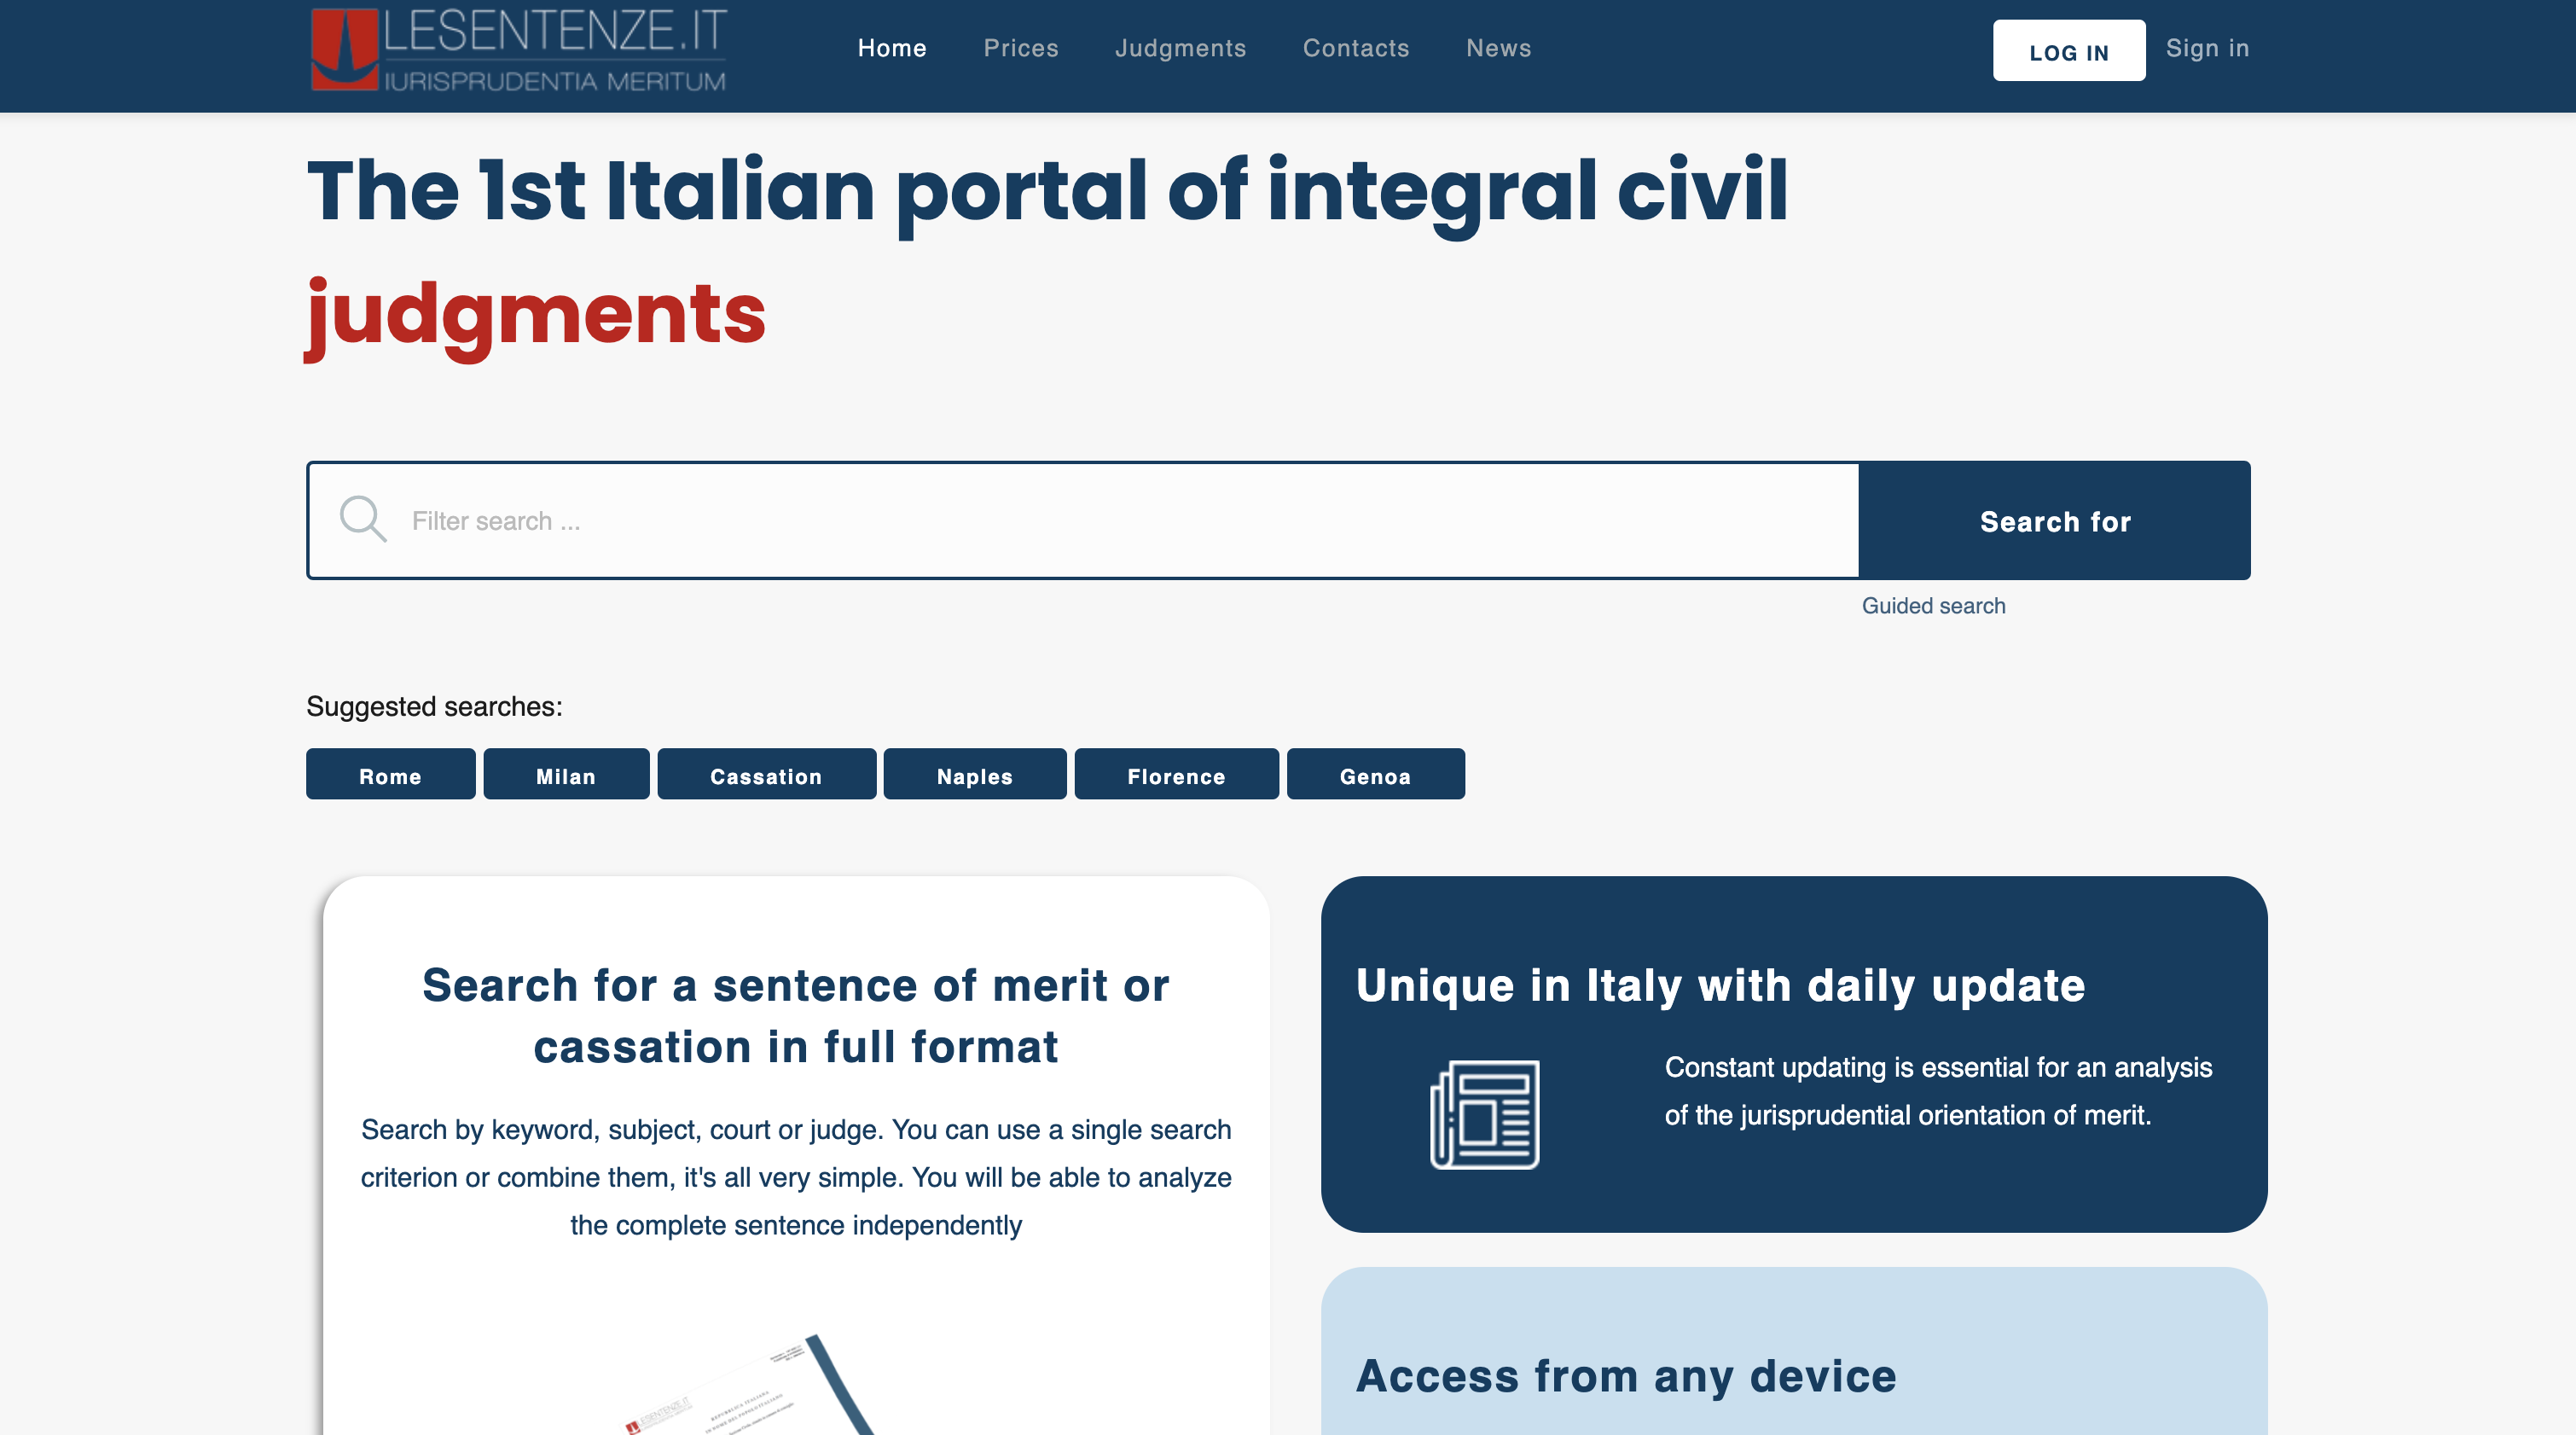 LESENTENZE.IT
IURISPRUDENTIA MERITUM
Home
Prices
Judgments
Contacts
News
LOG IN
Sign in
The 1st Italian portal of integral civil
judgments
Filter search ...
Search for
Guided search
Suggested searches:
Rome
Milan
Cassation
Naples
Florence
Genoa
Search for a sentence of merit or
cassation in full format
Search by keyword, subject, court or judge. You can use a single search
criterion or combine them, it's all very simple. You will be able to analyze
the complete sentence independently
LESENTENZE.IT
REPUBBLICA ITALIANA
Unique in Italy with daily update
Constant updating is essential for an analysis
of the jurisprudential orientation of merit.
Access from any device